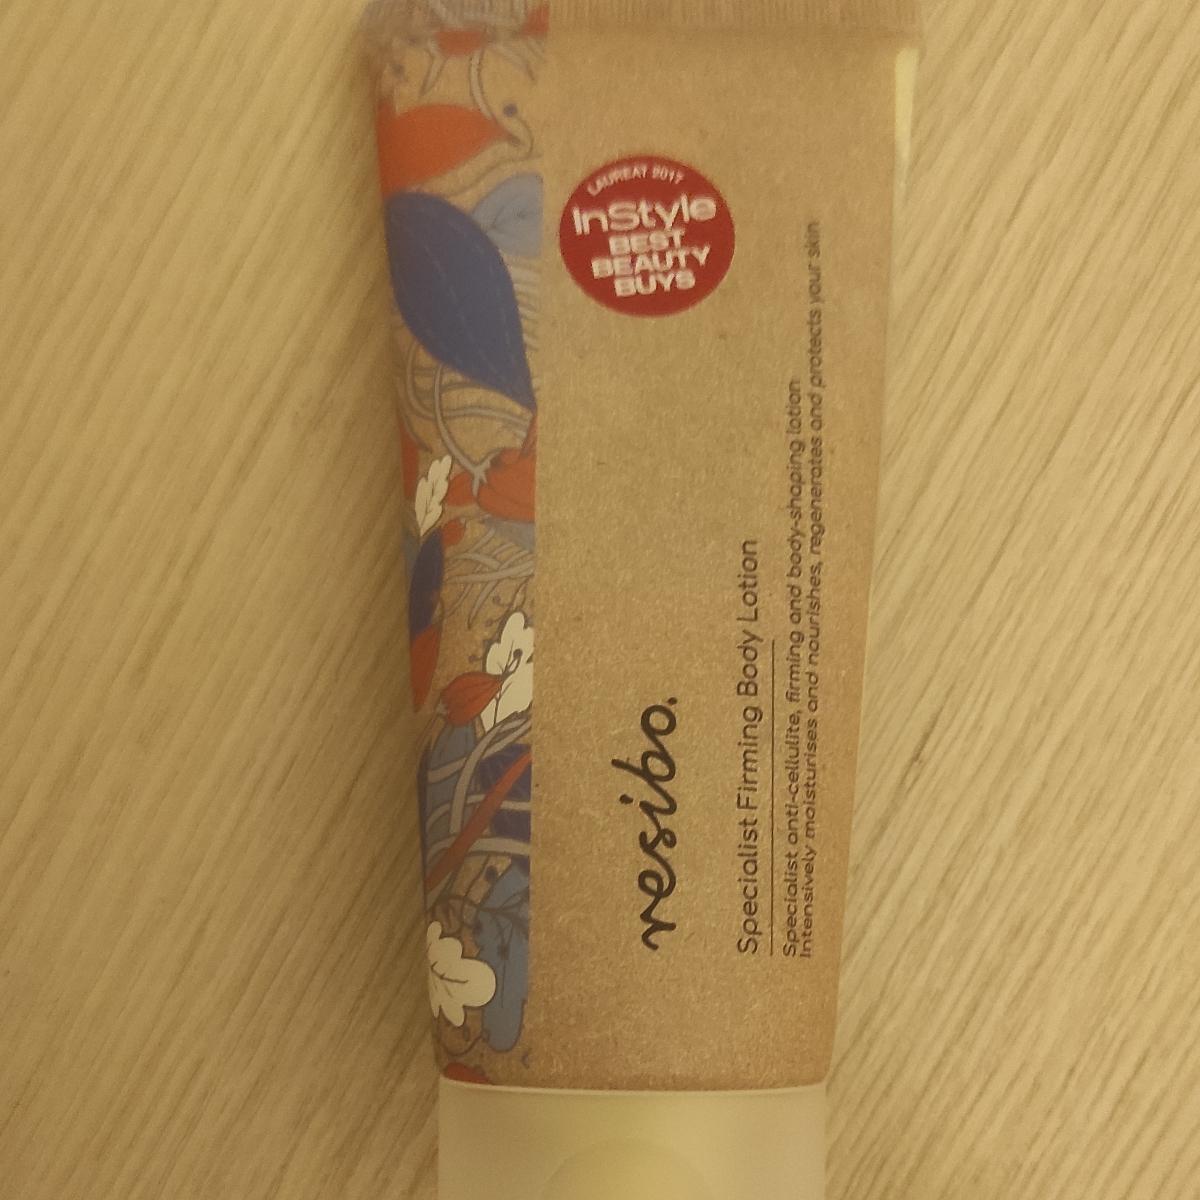 LAUREAT 2017
InStyle
BEST
BEAUTY
BUYS
resibo.
Specialist Firming Body Lotion
Specialist anti-cellulite, firming and body-shaping lotion
Intensively moisturises and nourishes, regenerates and protects your skin